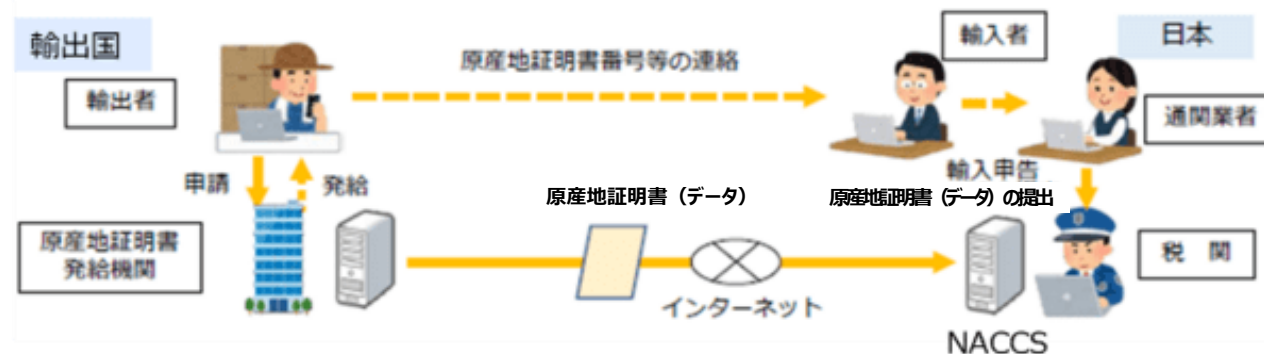 輸出国
輸出者
原産地証明書番号等の連絡
輸入者
日本
通関業者
申請
発給
輸入申告
原産地証明書（データ）
原産地証明書（データ）の提出
原産地証明書
発給機関
インターネット
税　関
NACCS